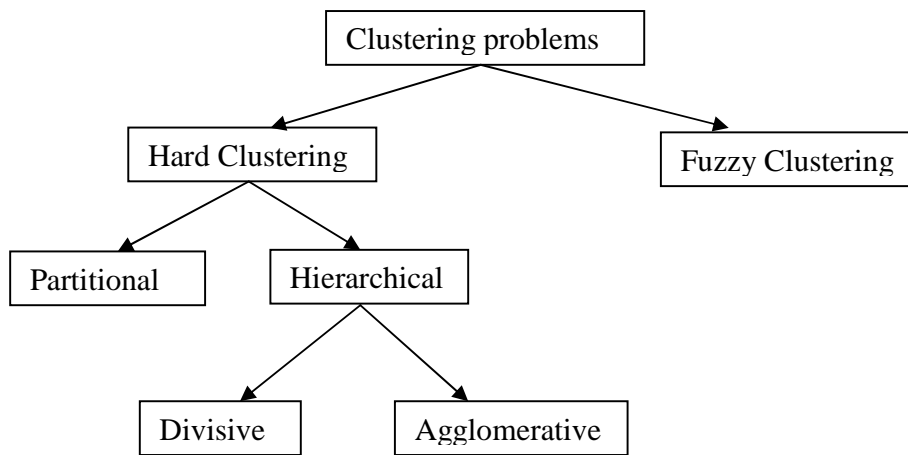 Clustering problems
Hard Clustering
Fuzzy Clustering
Partitional
Hierarchical
Divisive
Agglomerative